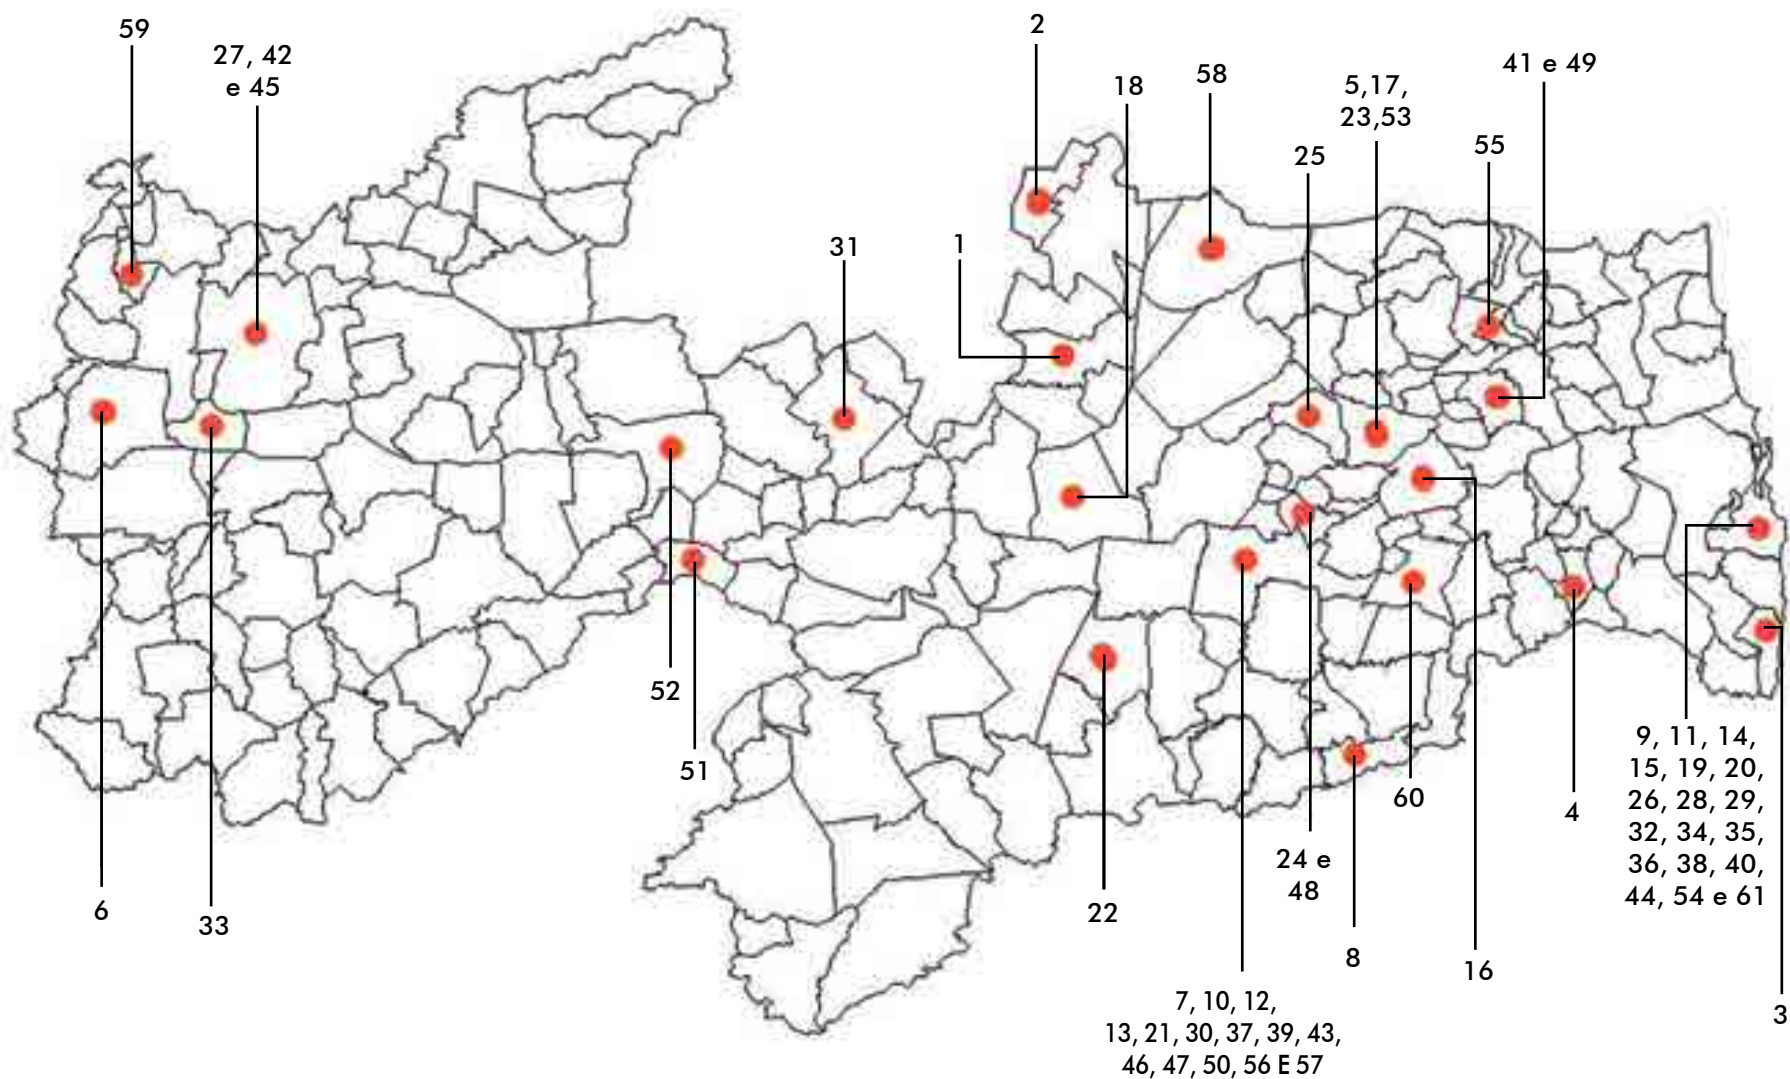 59
27, 42
e 45
2
18
58
5,17,
23,53
41 e 49
25
55
31
1
52
51
6
33
22
24 e
48
8
60
16
4
9, 11, 14,
15, 19, 20,
26, 28, 29,
32, 34, 35,
36, 38, 40,
44, 54 e 61
3
7, 10, 12,
13, 21, 30, 37, 39, 43,
46, 47, 50, 56 E 57